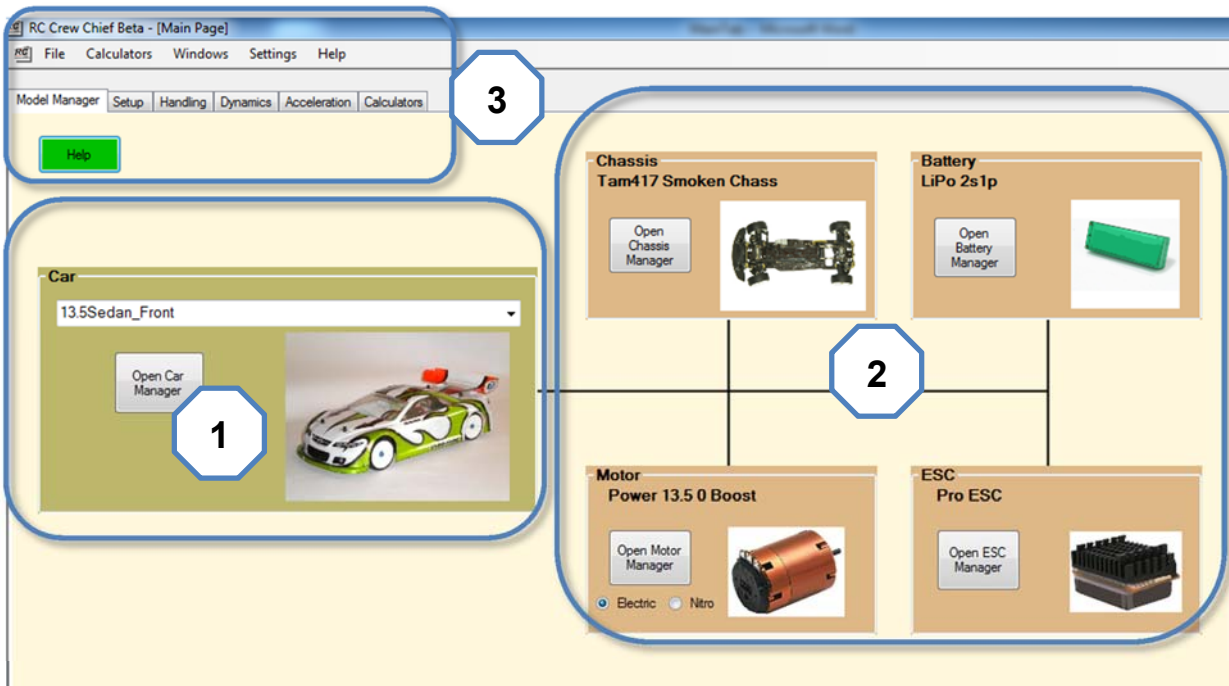 RC Crew Chief Beta - [Main Page]
File Calculators Windows Settings Help
Model Manager Setup Handling Dynamics Acceleration Calculators
Help
3
Car
13.5Sedan_Front
Open Car
Manager
1
Chassis
Tam417 Smoken Chass
Open
Chassis
Manager
Battery
LiPo 2s1p
Open
Battery
Manager
2
Motor
Power 13.5 0 Boost
Open Motor
Manager
Electric Nitro
ESC
Pro ESC
Open ESC
Manager